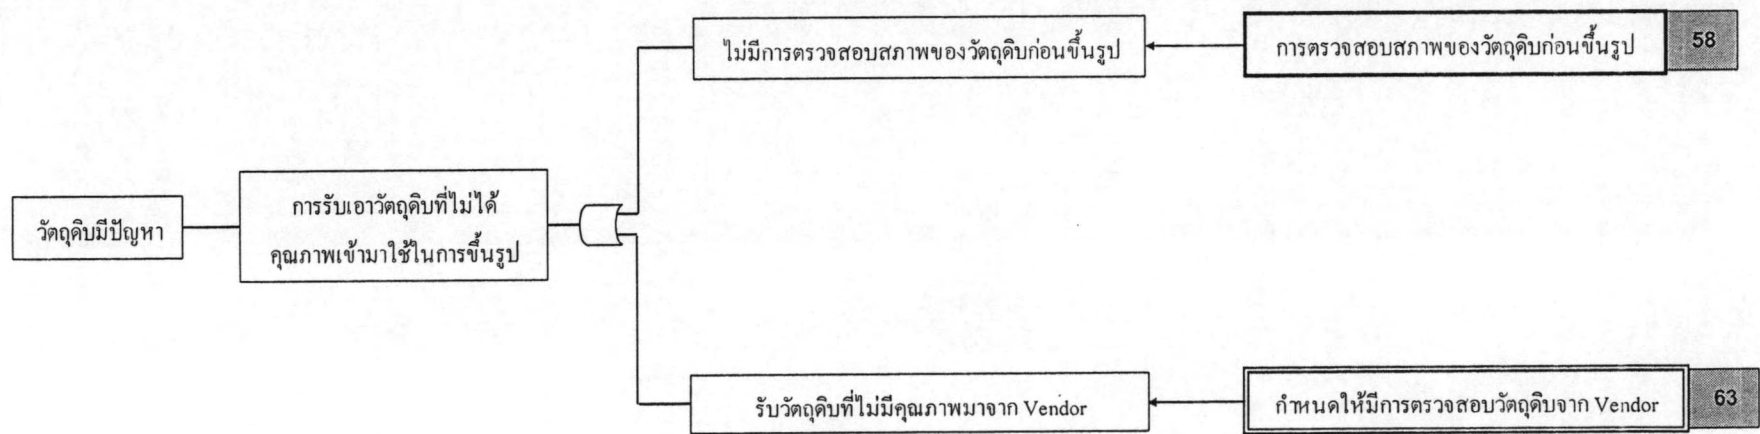 ไม่มีการตรวจสอบสภาพของวัตถุดิบก่อนขึ้นรูป
การตรวจสอบสภาพของวัตถุดิบก่อนขึ้นรูป
58
วัตถุดิบมีปัญหา
การรับเอาวัตถุดิบที่ไม่ได้
คุณภาพเข้ามาใช้ในการขึ้นรูป
รับวัตถุดิบที่ไม่มีคุณภาพมาจาก Vendor
กำหนดให้มีการตรวจสอบวัตถุดิบจาก Vendor
63